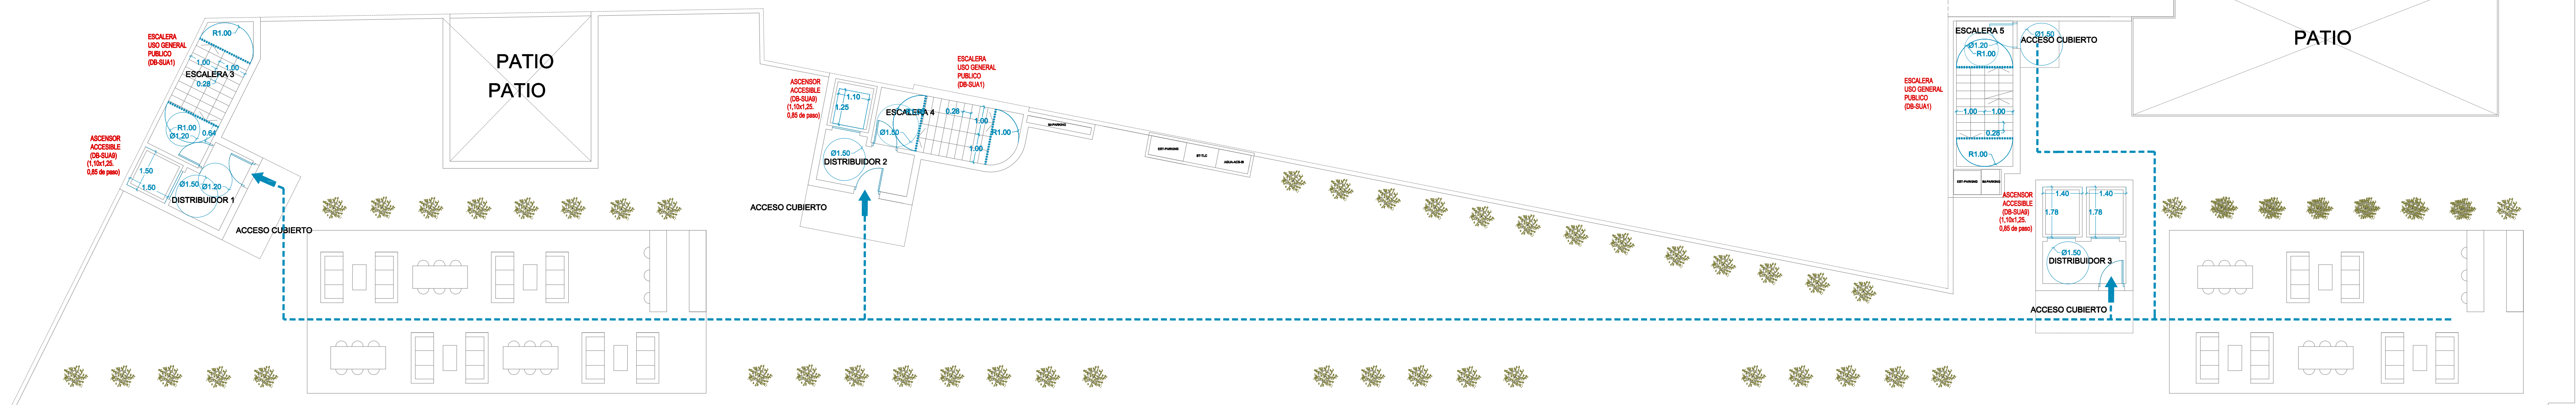 ESCALERA
USO GENERAL
PUBLICO
(DB-SUA1)
R1.00
1.00
1.00
ESCALERA 3
0.28
R1.00
Ø1.20
0.64
ASCENSOR
ACCESIBLE
(DB-SUA9)
(1,10x1,25.
0,85 de paso)
1.50
1.50
Ø1.50
Ø1.20
DISTRIBUIDOR 1
ACCESO CUBIERTO
PATIO
PATIO
ASCENSOR
ACCESIBLE
(DB-SUA9)
(1,10x1,25.
0,85 de paso)
1.10
1.25
ESCALERA
USO GENERAL
PUBLICO
(DB-SUA1)
ESCALERA 4
0.28
1.00
1.00
R1.00
Ø1.50
Ø1.50
DISTRIBUIDOR 2
ACCESO CUBIERTO
BT-TLC
ESCALERA 5
Ø1.50
ACCESO CUBIERTO
Ø1.20
R1.00
ESCALERA
USO GENERAL
PUBLICO
(DB-SUA1)
1.00
1.00
0.28
R1.00
ASCENSOR
ACCESIBLE
(DB-SUA9)
(1,10x1,25.
0,85 de paso)
1.40
1.40
1.78
1.78
Ø1.50
DISTRIBUIDOR 3
ACCESO CUBIERTO
PATIO